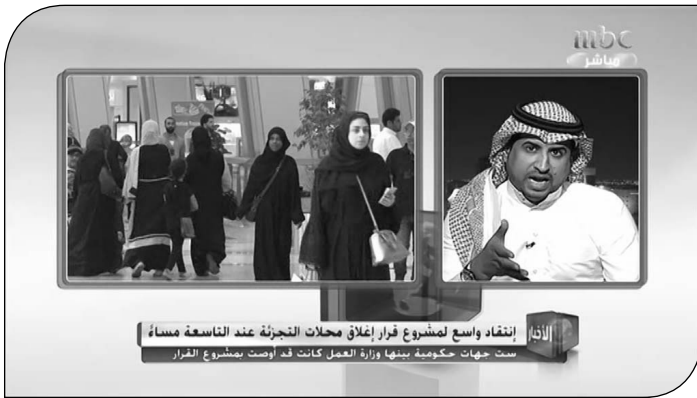 mbc
مباشر
الأخبار
إنتقاد واسع لمشروع قرار إغلاق محلات التجزئة عند التاسعة مساءً
ست جهات حكومية بينها وزارة العمل كانت قد أوصت بمشروع القرار